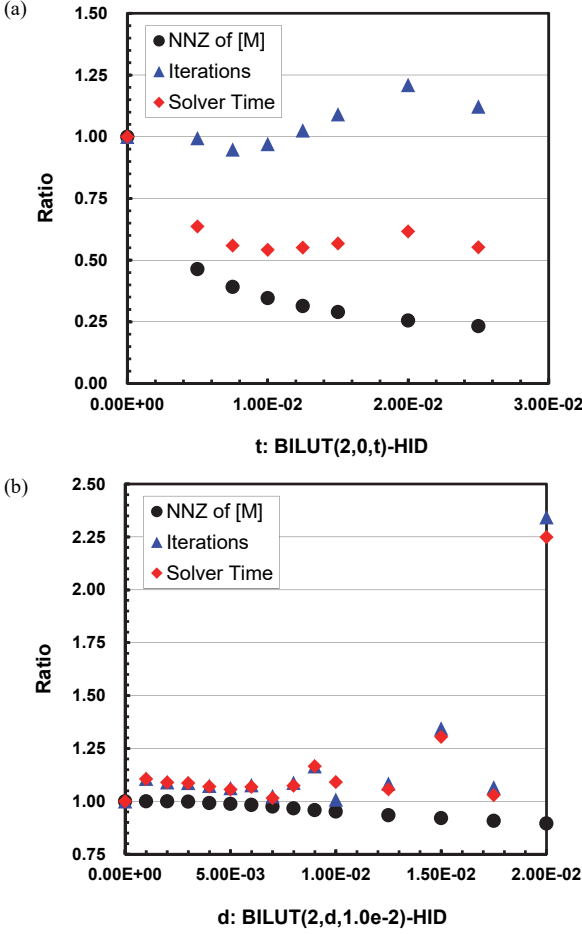 (a)
1.50
1.25
1.00
0.75
0.50
0.25
0.00
Ratio
NNZ of [M]
Iterations
Solver Time
0.00E+00 1.00E-02 2.00E-02 3.00E-02
t: BILUT(2,0,t)-HID
(b)
2.50
2.25
2.00
1.75
1.50
1.25
1.00
0.75
Ratio
NNZ of [M]
Iterations
Solver Time
0.00E+00 5.00E-03 1.00E-02 1.50E-02 2.00E-02
d: BILUT(2,d,1.0e-2)-HID